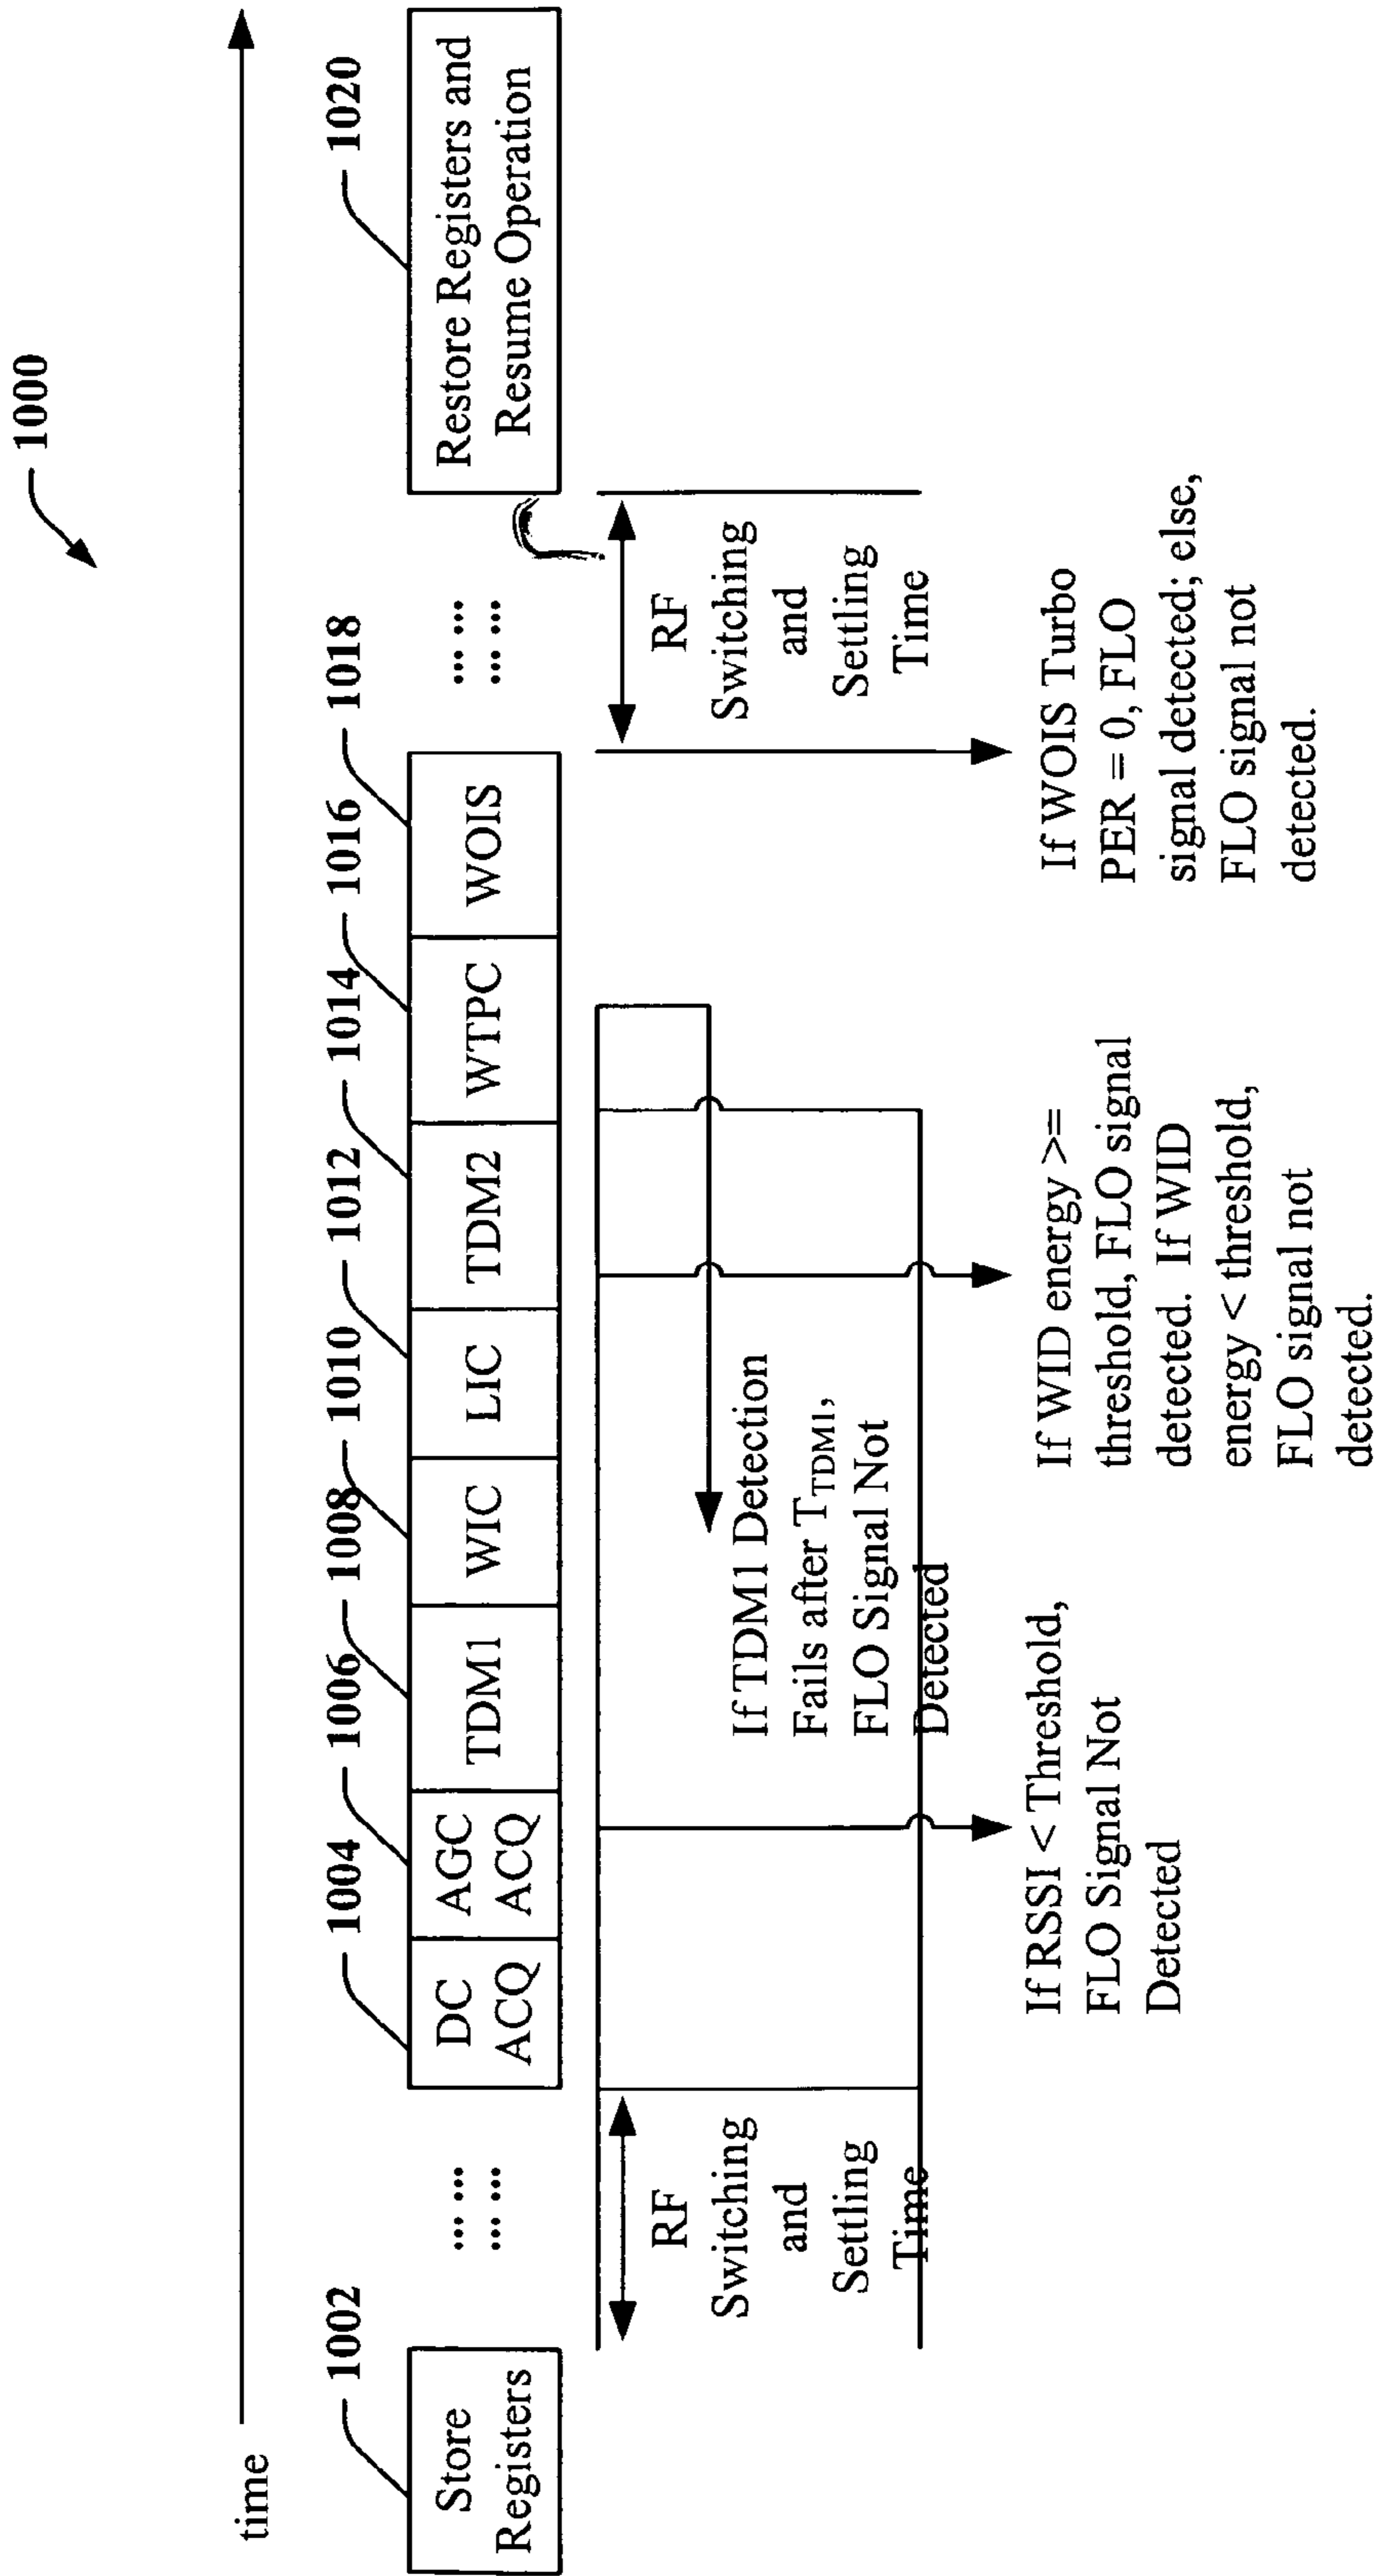 1000
time
1002
1004
1006
1008
1010
1012
1014
1016
1018
1020
Store
Registers
... ...
... ...
DC
ACQ
AGC
ACQ
TDM1
WIC
LIC
TDM2
WTPC
WOIS
... ...
... ...
Restore Registers and
Resume Operation
RF
Switching
and
Settling
Time
If TDM1 Detection
Fails after TTDM1,
FLO Signal Not
Detected
RF
Switching
and
Settling
Time
If RSSI < Threshold,
FLO Signal Not
Detected
If WID energy >=
threshold, FLO signal
detected. If WID
energy < threshold,
FLO signal not
detected.
If WOIS Turbo
PER = 0, FLO
signal detected; else,
FLO signal not
detected.